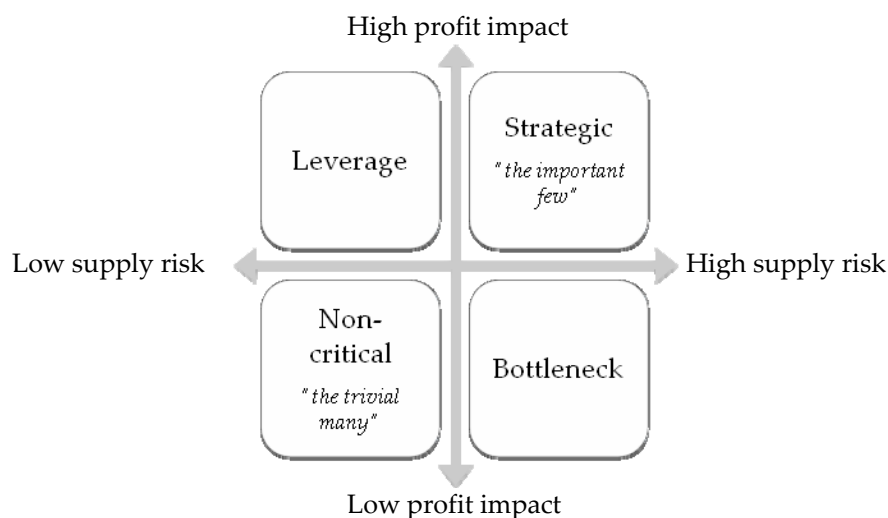 High profit impact
Leverage
Strategic
"the important
few"
Low supply risk
High supply risk
Non-
critical
"the trivial
many"
Bottleneck
Low profit impact